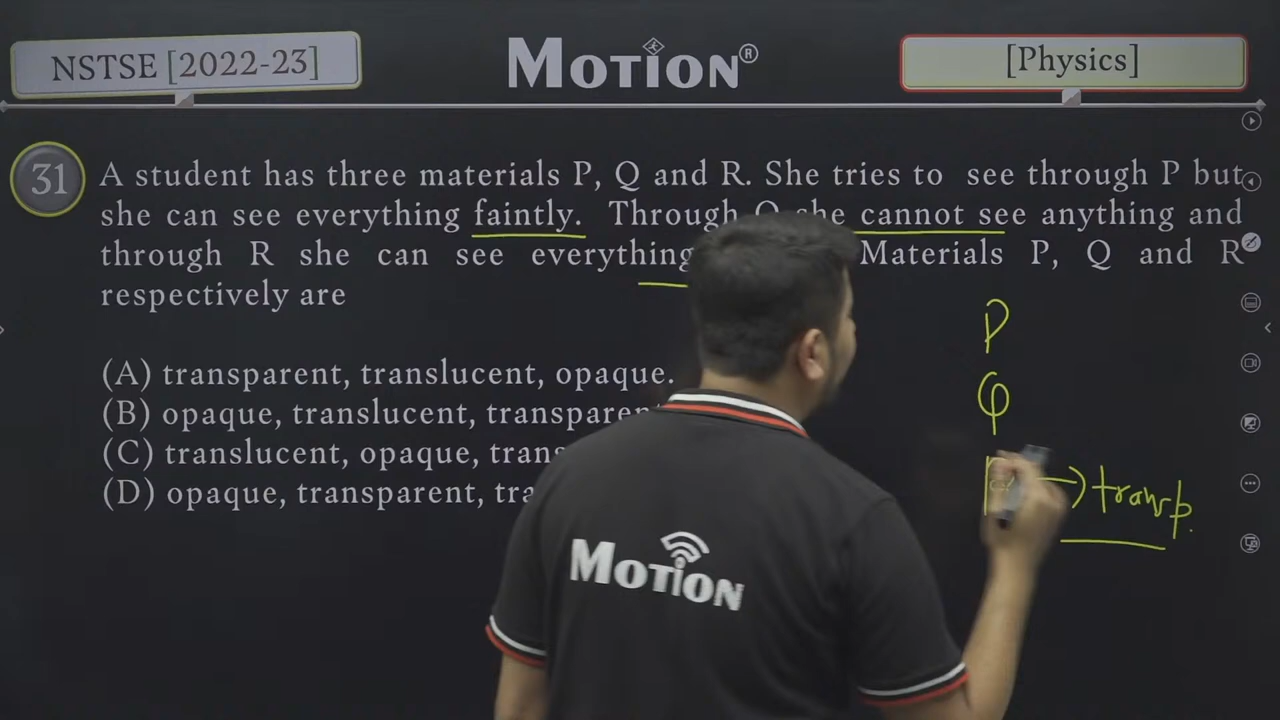 NSTSE [2022-23]
MOTION®
[Physics]
31
A student has three materials P, Q and R. She tries to see through P but
she can see everything faintly. Through Q she cannot see anything and
through R she can see everything Materials P, Q and R
respectively are
(A) transparent, translucent, opaque.
(B) opaque, translucent, transparent
(C) translucent, opaque,
(D) opaque, transparent,
P
Q
R → transp.
MOTION